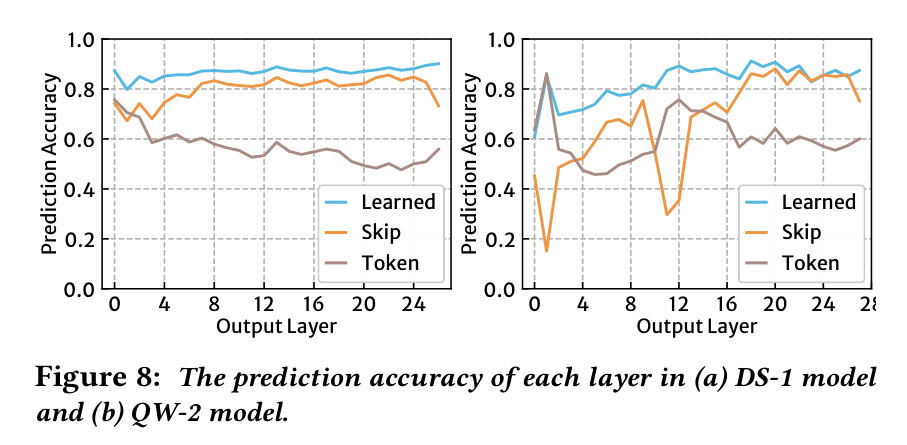 1.0
0.8
0.6
0.4
0.2
0.0
Prediction Accuracy
0 4 8 12 16 20 24
Output Layer
Learned
Skip
Token
1.0
0.8
0.6
0.4
0.2
0.0
Prediction Accuracy
0 4 8 12 16 20 24 28
Output Layer
Learned
Skip
Token
Figure 8: The prediction accuracy of each layer in (a) DS-1 model
and (b) QW-2 model.